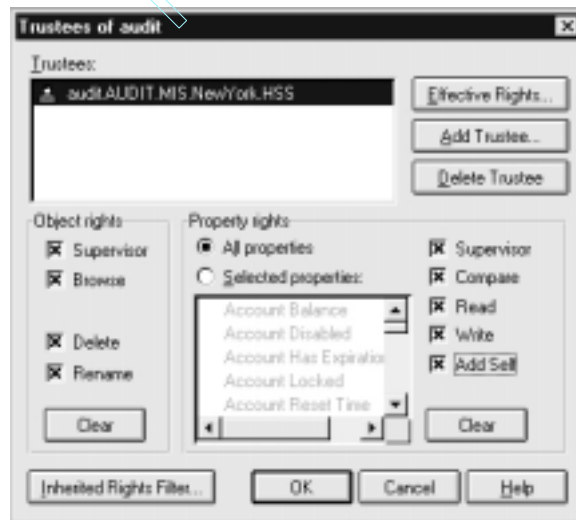 Trustees of audit
Trustees:
audit.AUDIT.MIS.NewYork.HSS
Effective Rights...
Add Trustee...
Delete Trustee
Object rights
Supervisor
Browse
Delete
Rename
Clear
Property rights
All properties
Selected properties:
Account Balance
Account Disabled
Account Has Expiratio
Account Locked
Account Reset Time
Supervisor
Compare
Read
Write
Add Self
Clear
Inherited Rights Filter...
OK
Cancel
Help